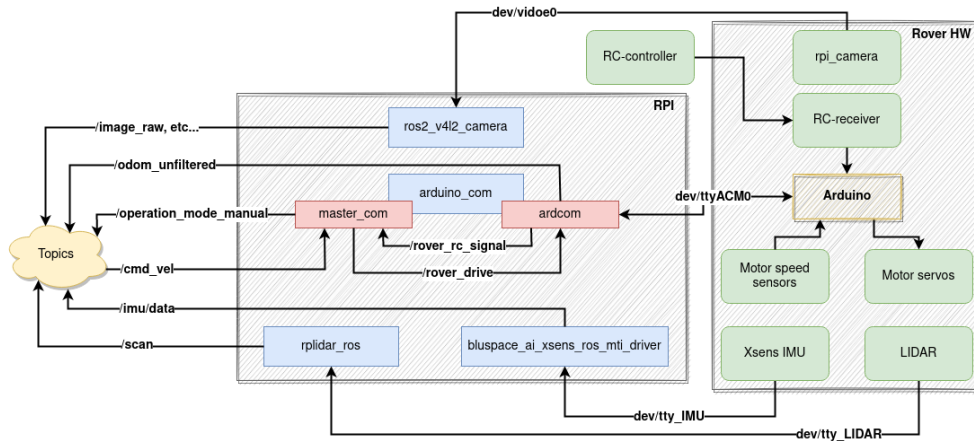 dev/vidoe0
Rover HW
RC-controller
rpi_camera
RPI
RC-receiver
ros2_v4l2_camera
/image_raw, etc...
/odom_unfiltered
arduino_com
dev/ttyACM0
Arduino
/operation_mode_manual
master_com
ardcom
/rover_rc_signal
Topics
/cmd_vel
/rover_drive
Motor speed
sensors
Motor servos
/imu/data
/scan
rplidar_ros
bluspace_ai_xsens_ros_mti_driver
Xsens IMU
LIDAR
dev/tty_IMU
dev/tty_LIDAR